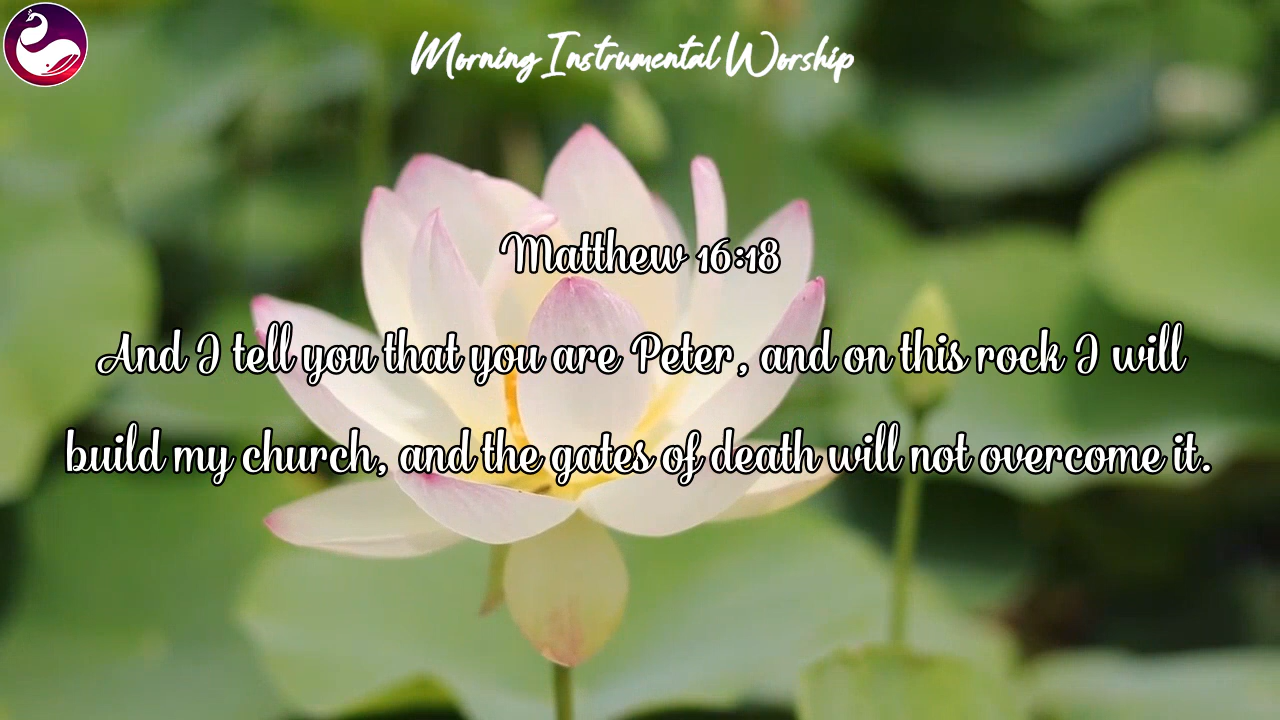 Morning Instrumental Worship
Matthew 16:18
And I tell you that you are Peter, and on this rock I will
build my church, and the gates of death will not overcome it.